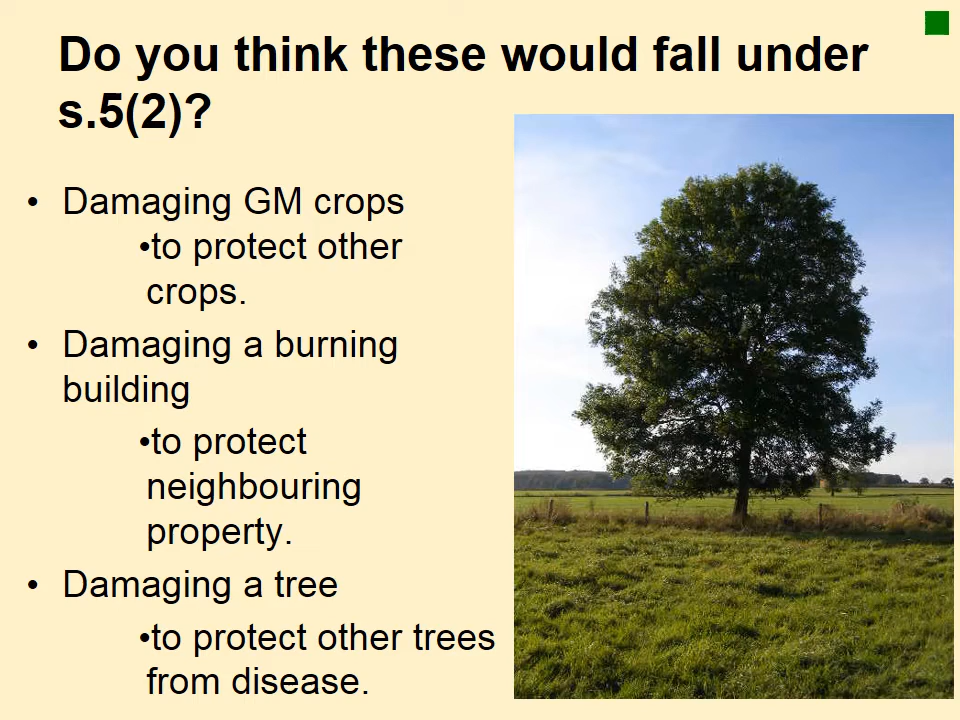 Do you think these would fall under
s.5(2)?
• Damaging GM crops
•to protect other
crops.
• Damaging a burning
building
•to protect
neighbouring
property.
• Damaging a tree
•to protect other trees
from disease.